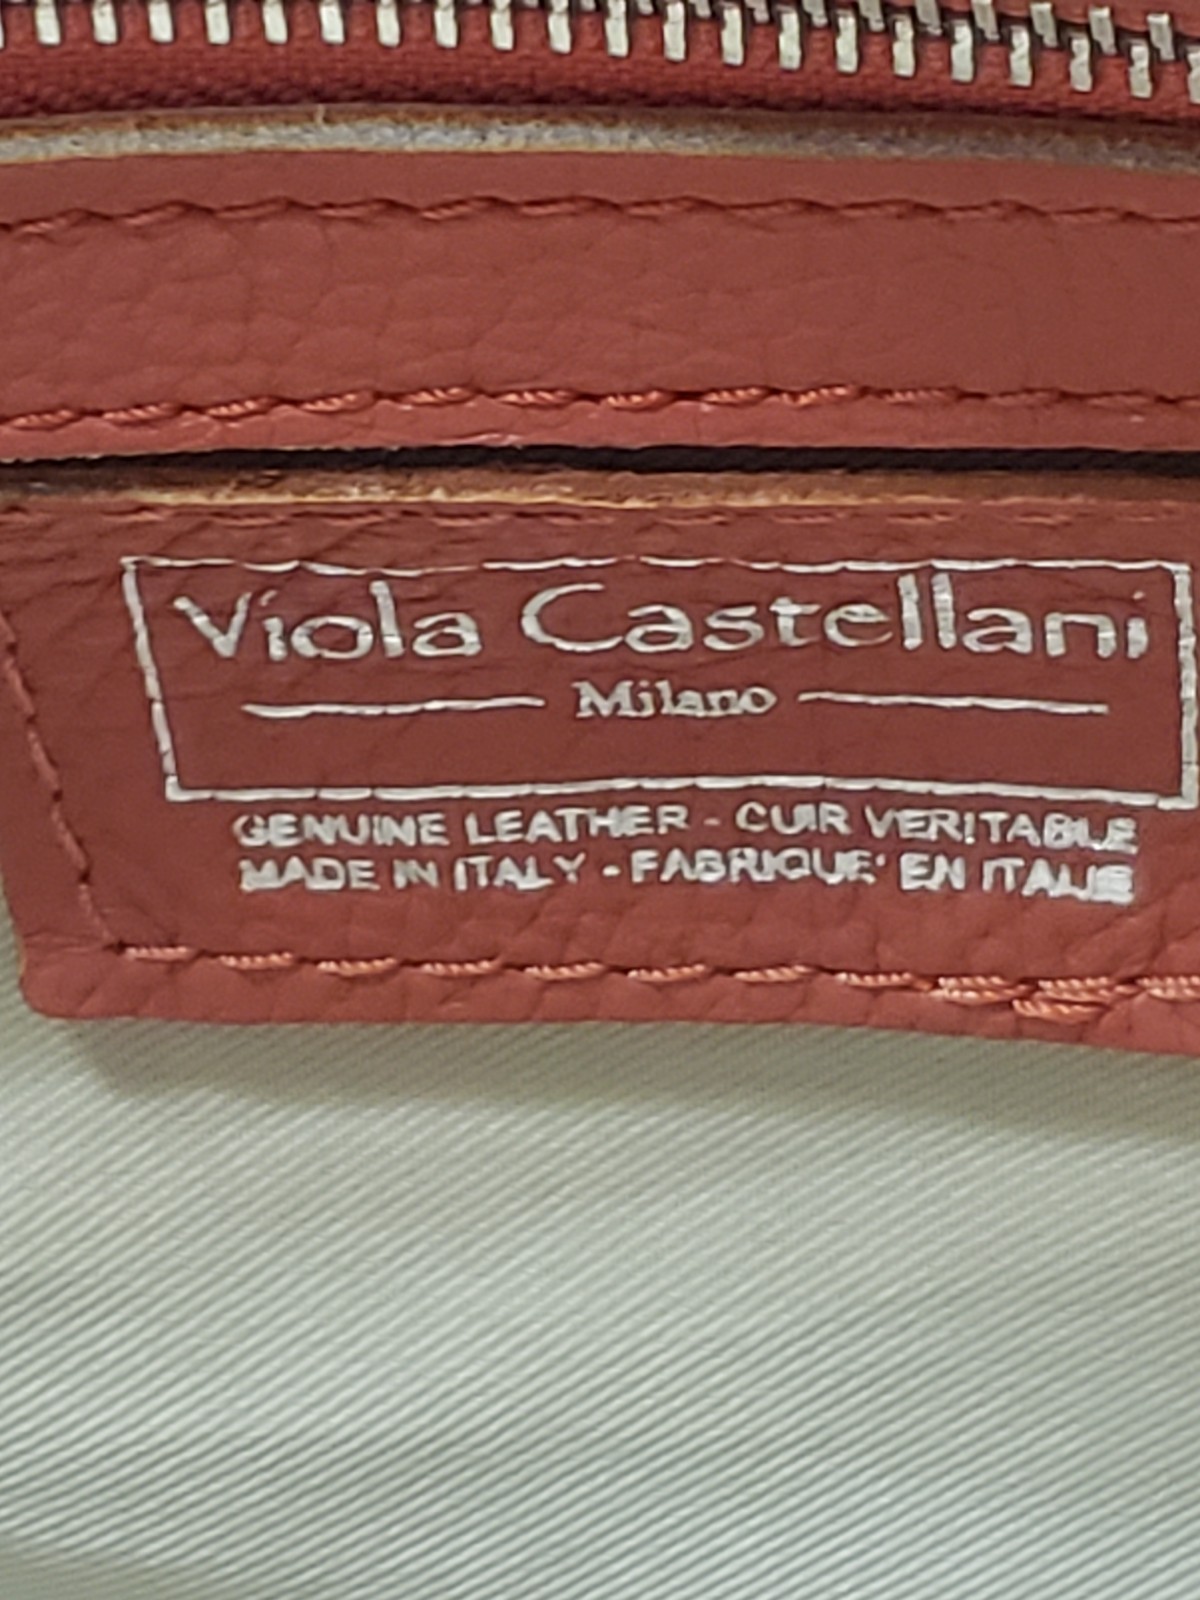 Viola Castellani
Milano
GENUINE LEATHER - CUIR VERITABLE
MADE IN ITALY - FABRIQUE' EN ITALIE